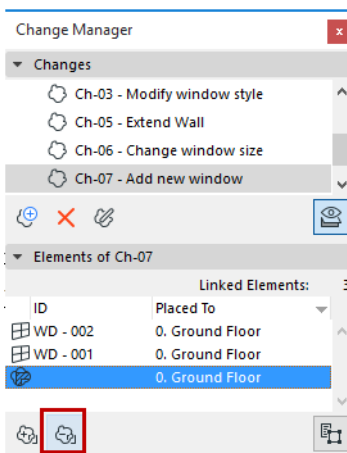 Change Manager
x
Changes
Ch-03 - Modify window style
Ch-05 - Extend Wall
Ch-06 - Change window size
Ch-07 - Add new window
Elements of Ch-07
Linked Elements: 3
ID Placed To
WD - 002 0. Ground Floor
WD - 001 0. Ground Floor
0. Ground Floor